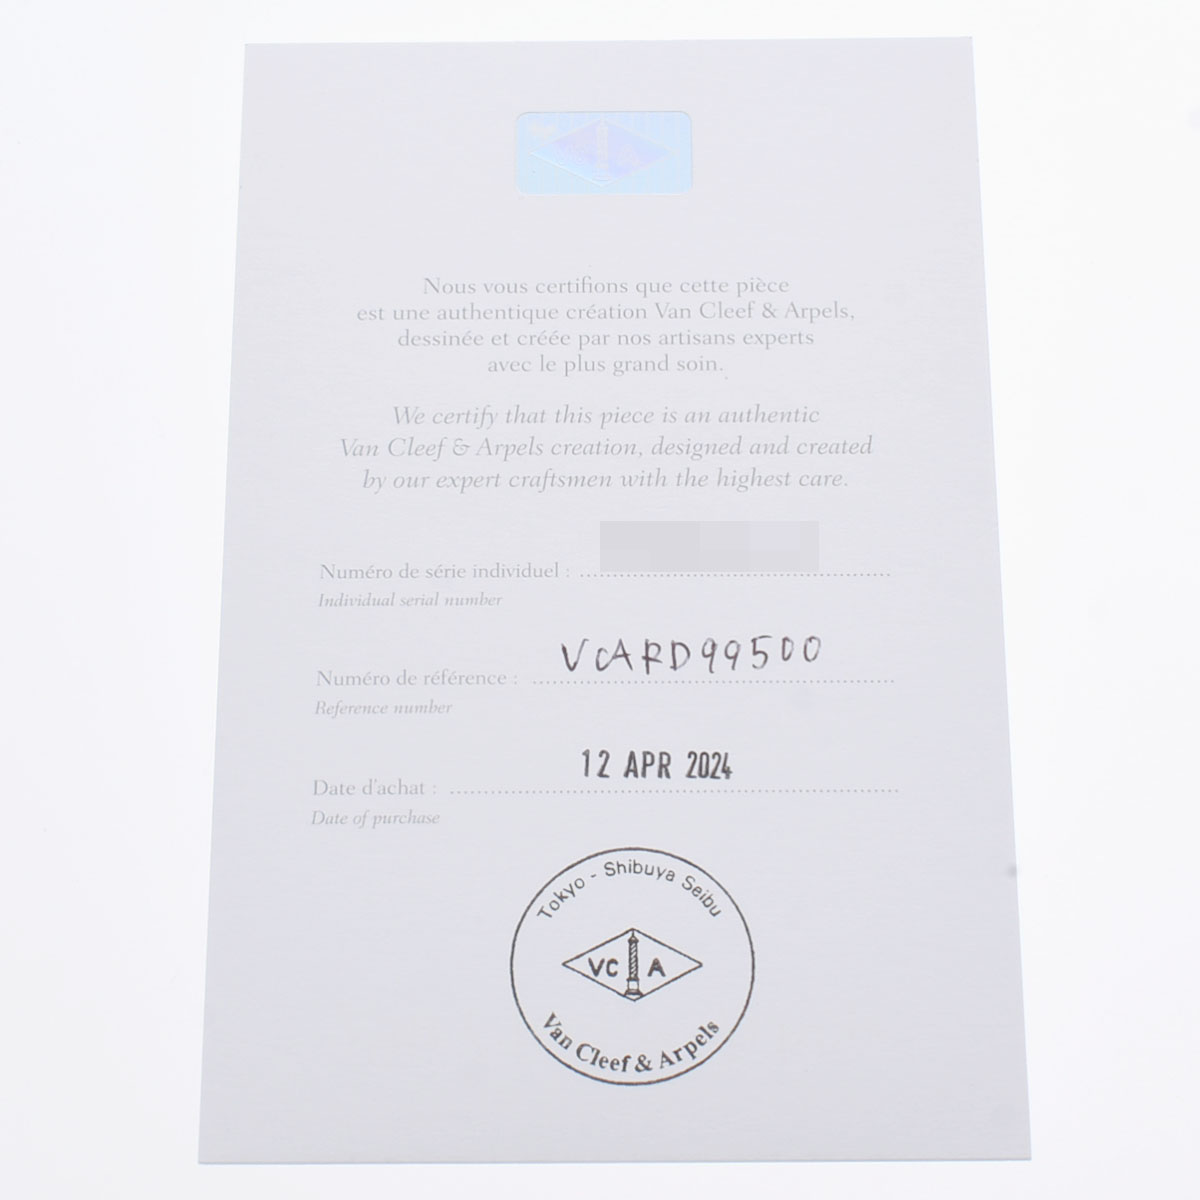 Nous vous certifions que cette pièce
est une authentique création Van Cleef & Arpels,
dessinée et créée par nos artisans experts
avec le plus grand soin.
We certify that this piece is an authentic
Van Cleef & Arpels creation, designed and created
by our expert craftsmen with the highest care.
Numéro de série individuel :
Individual serial number
Numéro de référence : VCARD99500
Reference number
Date d'achat : 12 APR 2024
Date of purchase
Tokyo - Shibuya Seibu
VC A
Van Cleef & Arpels